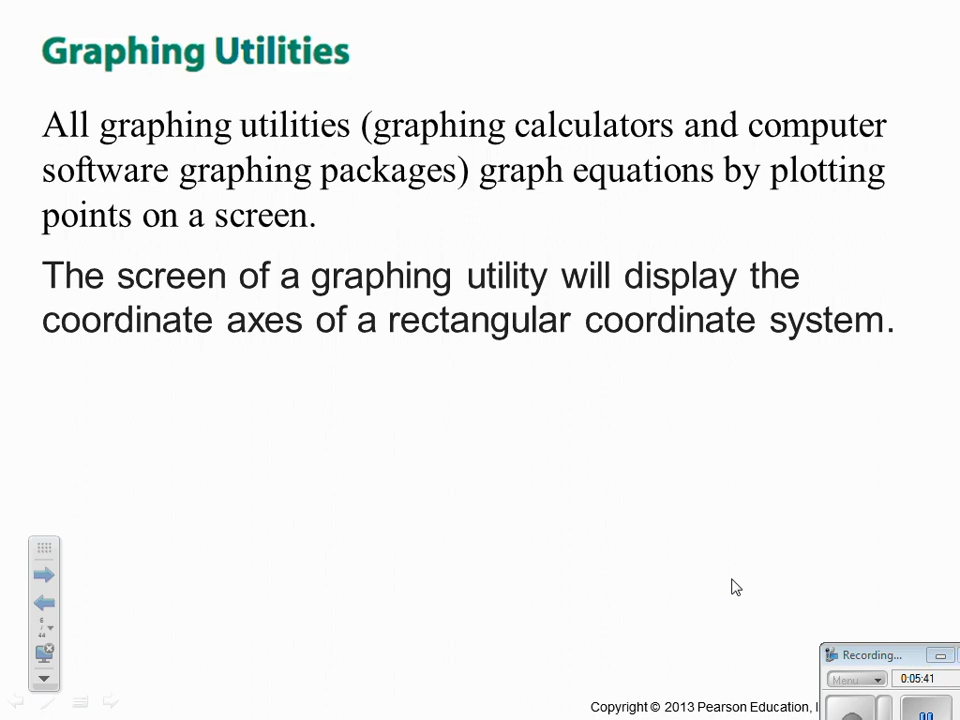 Graphing Utilities
All graphing utilities (graphing calculators and computer
software graphing packages) graph equations by plotting
points on a screen.
The screen of a graphing utility will display the
coordinate axes of a rectangular coordinate system.
6
/
44
Recording...
Menu
0:05:41
Copyright © 2013 Pearson Education,